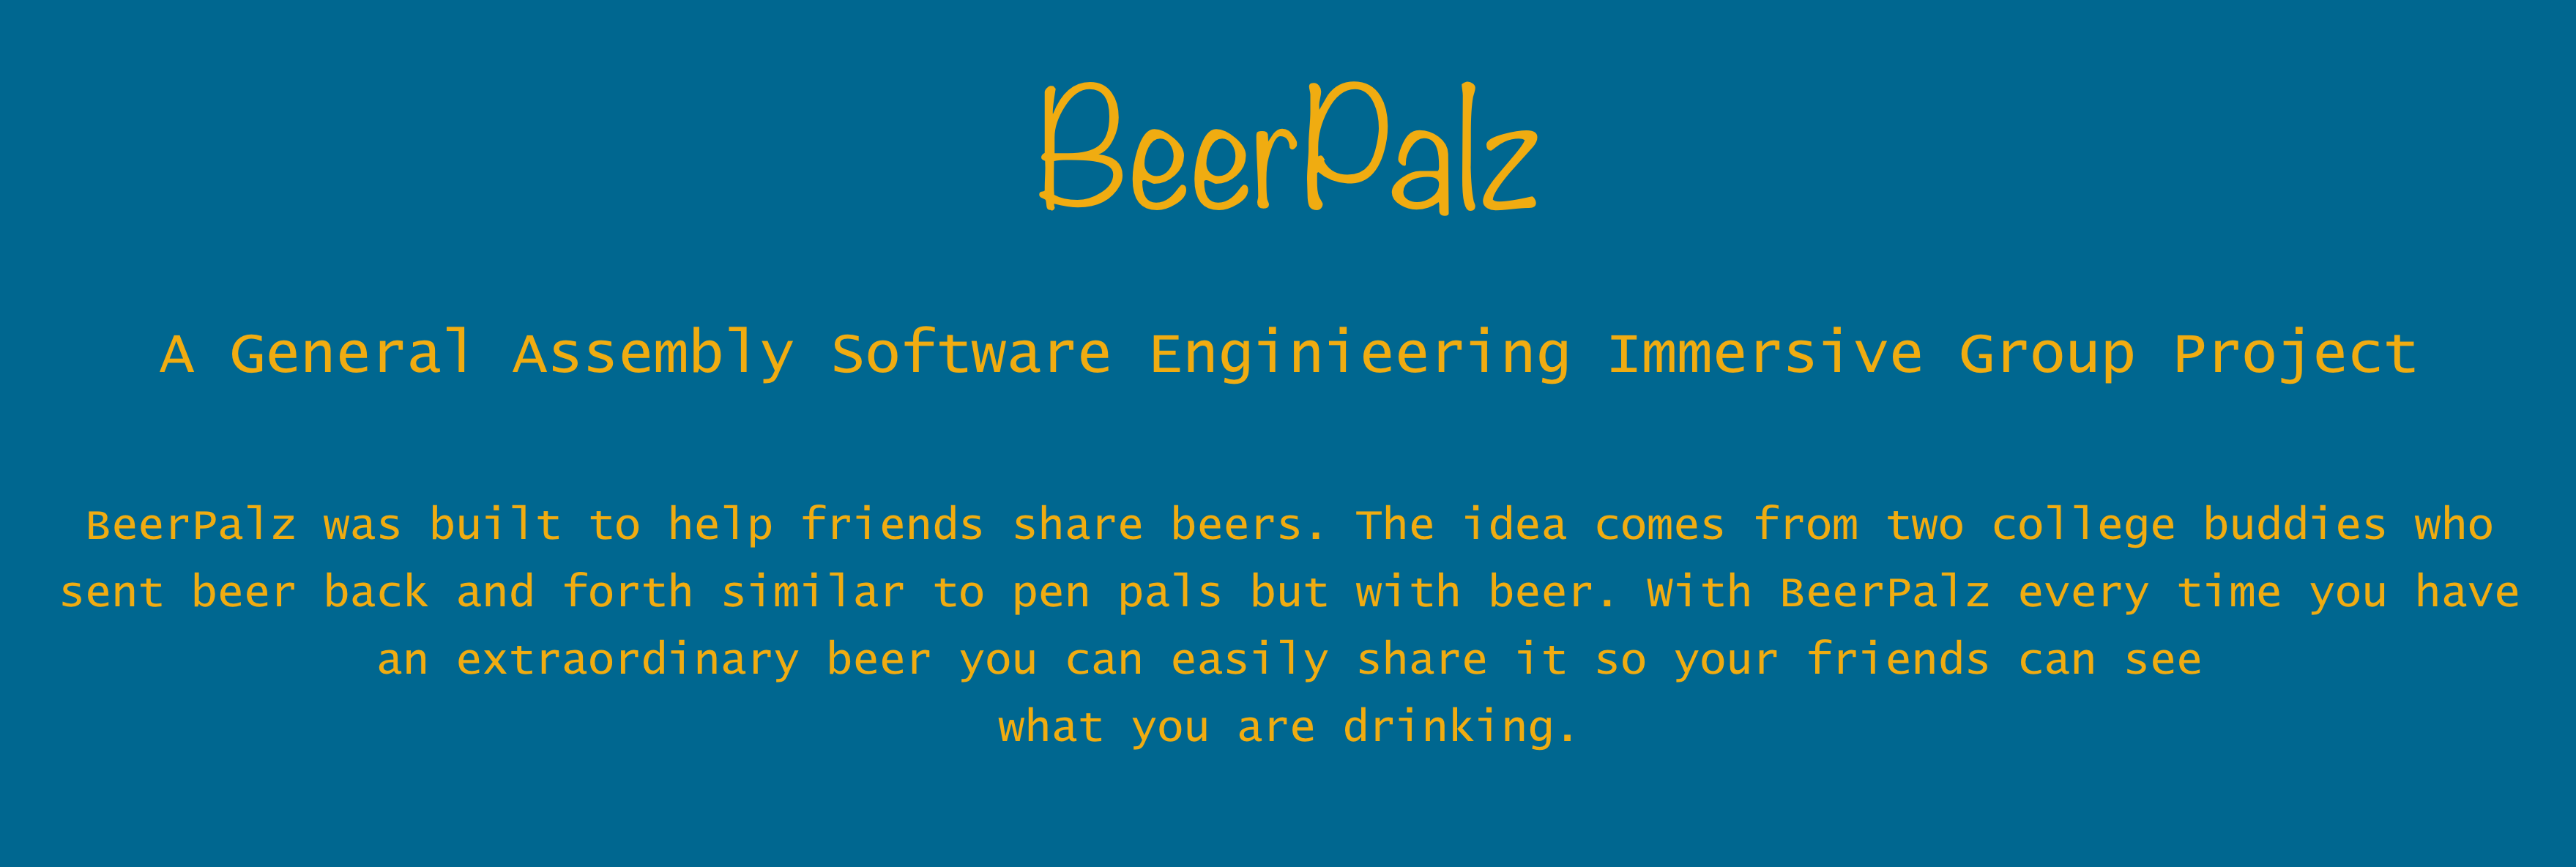 BeerPalz
A General Assembly Software Enginieering Immersive Group Project
BeerPalz was built to help friends share beers. The idea comes from two college buddies who
sent beer back and forth similar to pen pals but with beer. With BeerPalz every time you have
an extraordinary beer you can easily share it so your friends can see
what you are drinking.